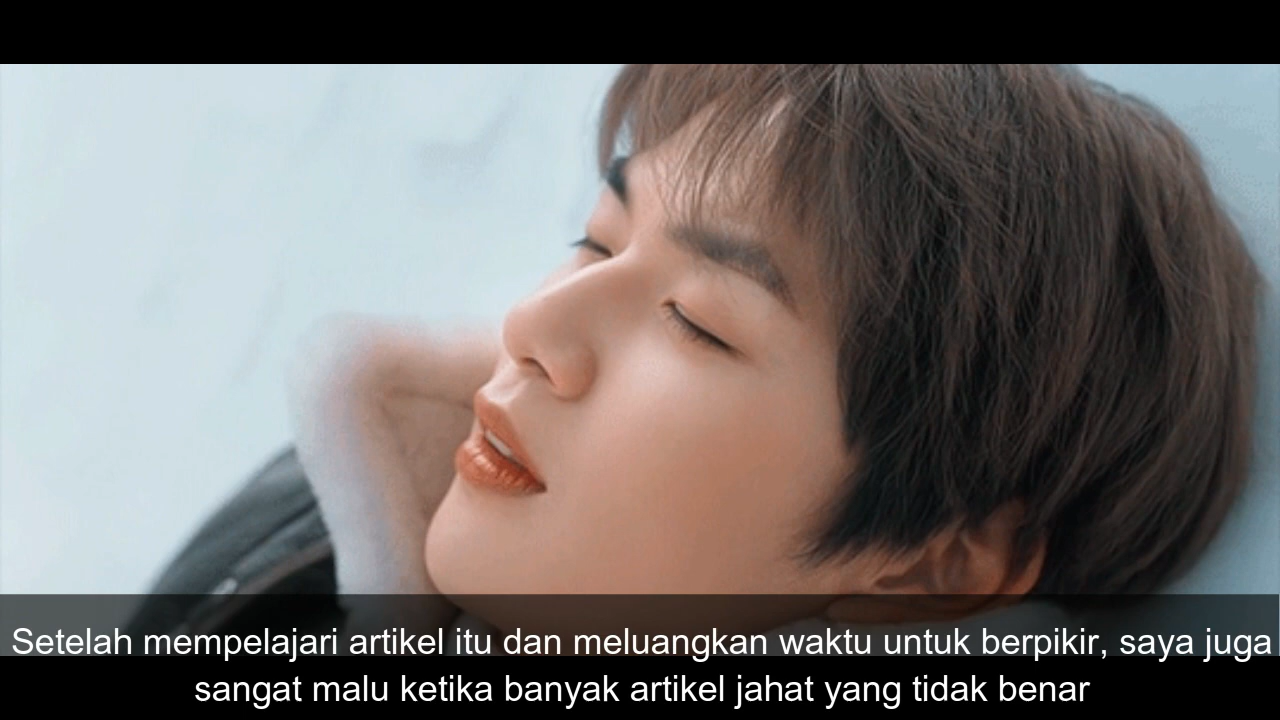 Setelah mempelajari artikel itu dan meluangkan waktu untuk berpikir, saya juga
sangat malu ketika banyak artikel jahat yang tidak benar